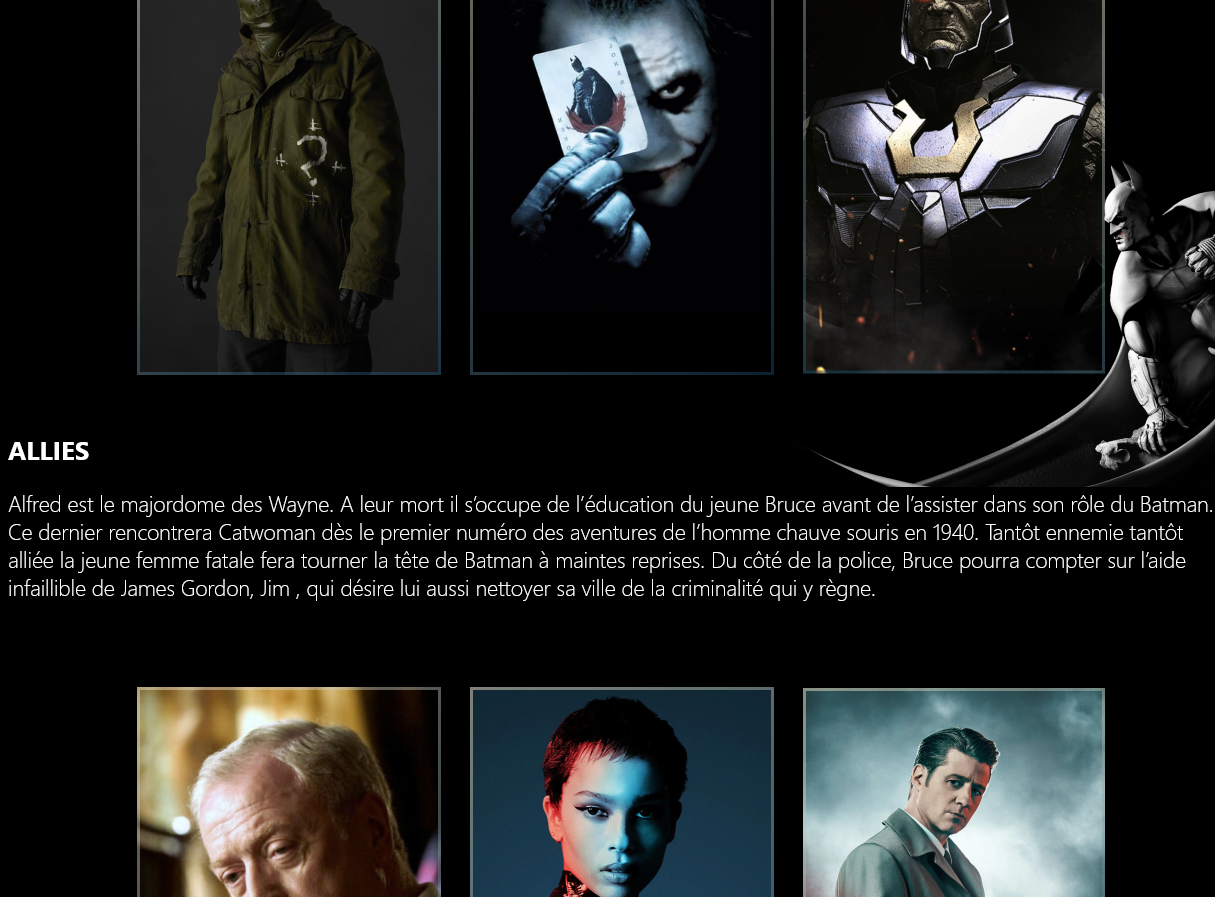 JOKER
?
JOKER
ALLIES
Alfred est le majordome des Wayne. A leur mort il s’occupe de l’éducation du jeune Bruce avant de l’assister dans son rôle du Batman.
Ce dernier rencontrera Catwoman dès le premier numéro des aventures de l’homme chauve souris en 1940. Tantôt ennemie tantôt
alliée la jeune femme fatale fera tourner la tête de Batman à maintes reprises. Du côté de la police, Bruce pourra compter sur l’aide
infaillible de James Gordon, Jim , qui désire lui aussi nettoyer sa ville de la criminalité qui y règne.